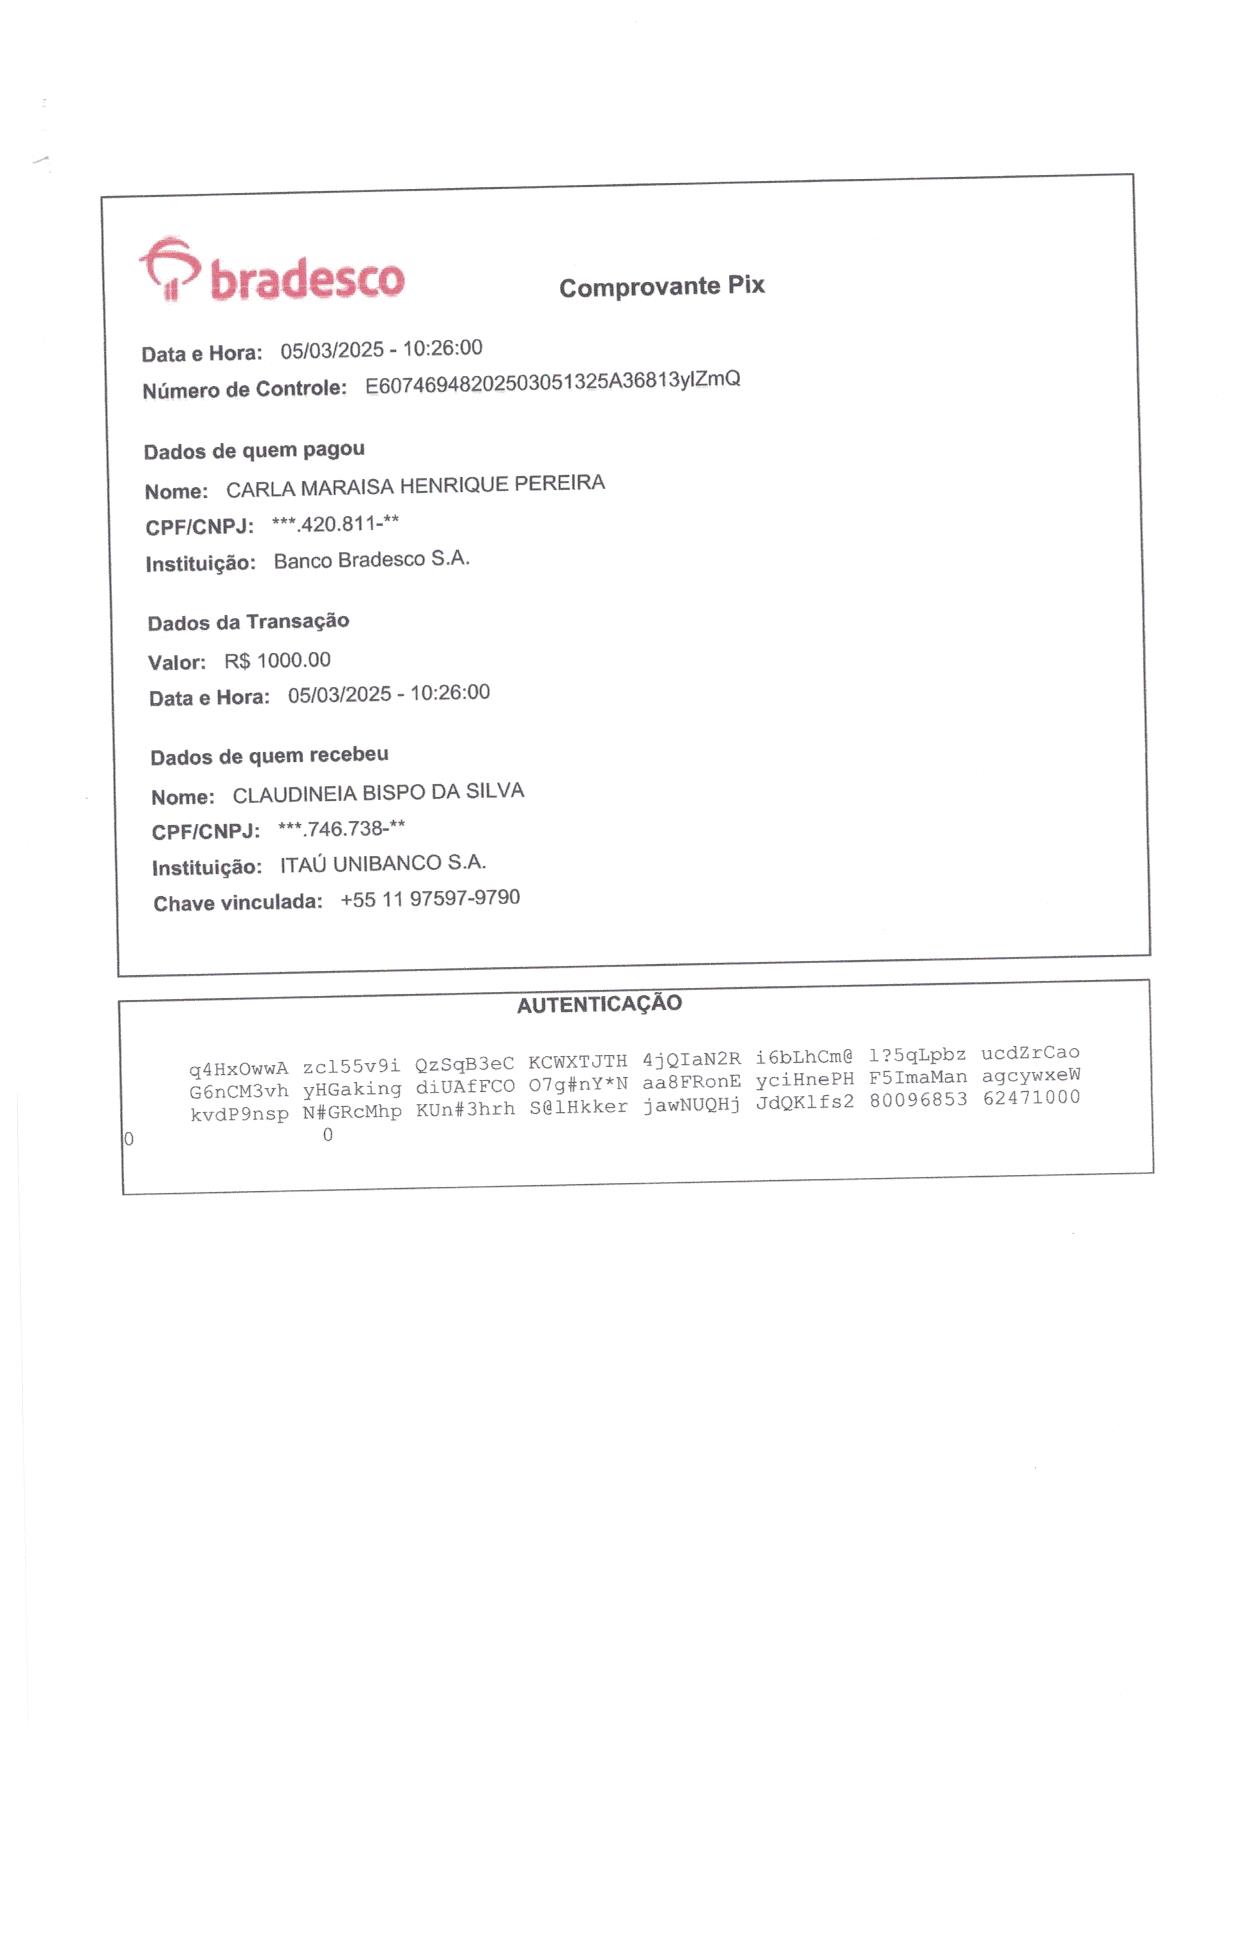 bradesco
Comprovante Pix
Data e Hora: 05/03/2025 - 10:26:00
Número de Controle: E60746948202503051325A36813ylZmQ
Dados de quem pagou
Nome: CARLA MARAISA HENRIQUE PEREIRA
CPF/CNPJ: ***.420.811-**
Instituição: Banco Bradesco S.A.
Dados da Transação
Valor: R$ 1000.00
Data e Hora: 05/03/2025 - 10:26:00
Dados de quem recebeu
Nome: CLAUDINEIA BISPO DA SILVA
CPF/CNPJ: ***.746.738-**
Instituição: ITAÚ UNIBANCO S.A.
Chave vinculada: +55 11 97597-9790
AUTENTICAÇÃO
q4HxOwwA zcl55v9i QzSqB3eC KCWXTJTH 4jQIaN2R i6bLhCm@ l?5qLpbz ucdZrCao
G6nCM3vh yHGaking diUAfFCO O7g#nY*N aa8FRonE yciHnePH F5ImaMan agcywxeW
kvdP9nsp N#GRcMhp KUn#3hrh S@lHkker jawNUQHj JdQKlfs2 80096853 62471000
0 0